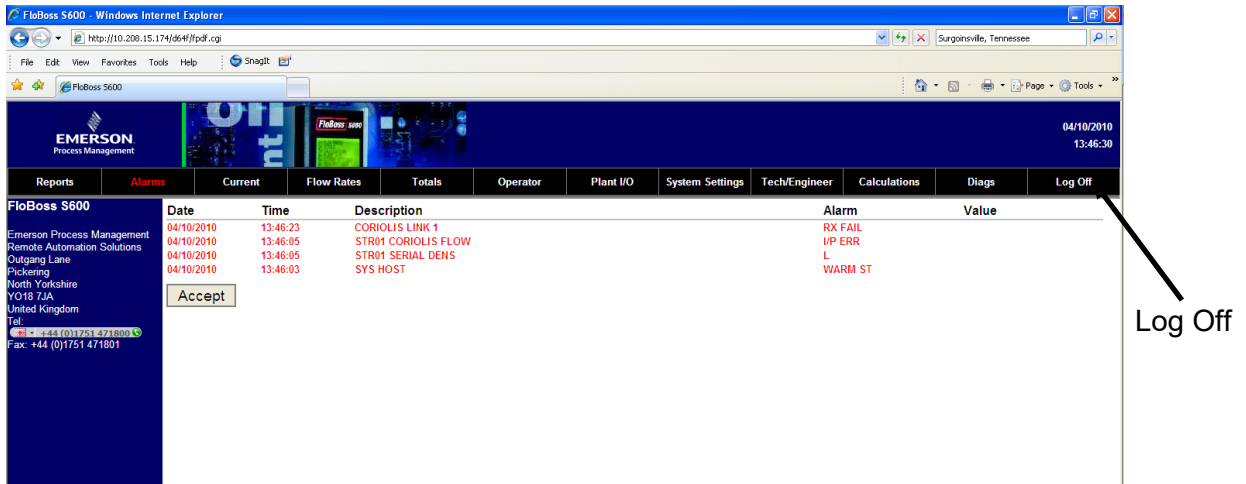 FloBoss S600 - Windows Internet Explorer
http://10.208.15.174/d64f/fpdf.cgi
Surgoinsville, Tennessee
File Edit View Favorites Tools Help SnagIt
FloBoss S600
Page Tools »
EMERSON.
Process Management
FloBoss S600
04/10/2010
13:46:30
Reports Alarms Current Flow Rates Totals Operator Plant I/O System Settings Tech/Engineer Calculations Diags Log Off
FloBoss S600
Emerson Process Management
Remote Automation Solutions
Outgang Lane
Pickering
North Yorkshire
YO18 7JA
United Kingdom
Tel:
+44 (0)1751 471800
Fax: +44 (0)1751 471801
Date Time Description Alarm Value
04/10/2010 13:46:23 CORIOLIS LINK 1 RX FAIL
04/10/2010 13:46:05 STR01 CORIOLIS FLOW I/P ERR
04/10/2010 13:46:05 STR01 SERIAL DENS L
04/10/2010 13:46:03 SYS HOST WARM ST
Accept
Log Off